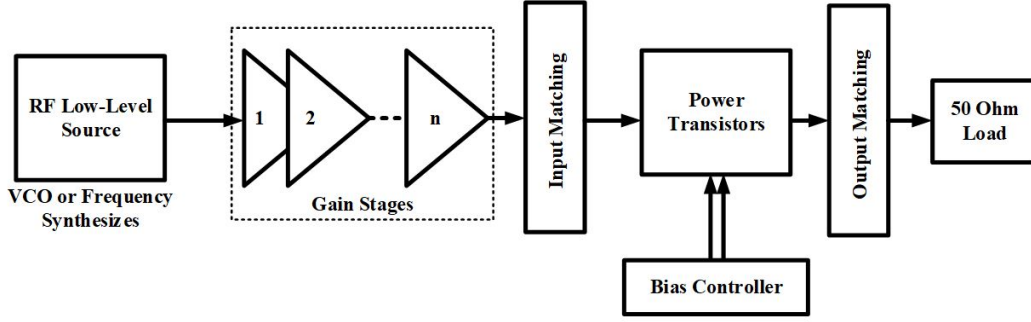 RF Low-Level
Source
VCO or Frequency
Synthesizes
1
2
n
Gain Stages
Input Matching
Power
Transistors
Bias Controller
Output Matching
50 Ohm
Load